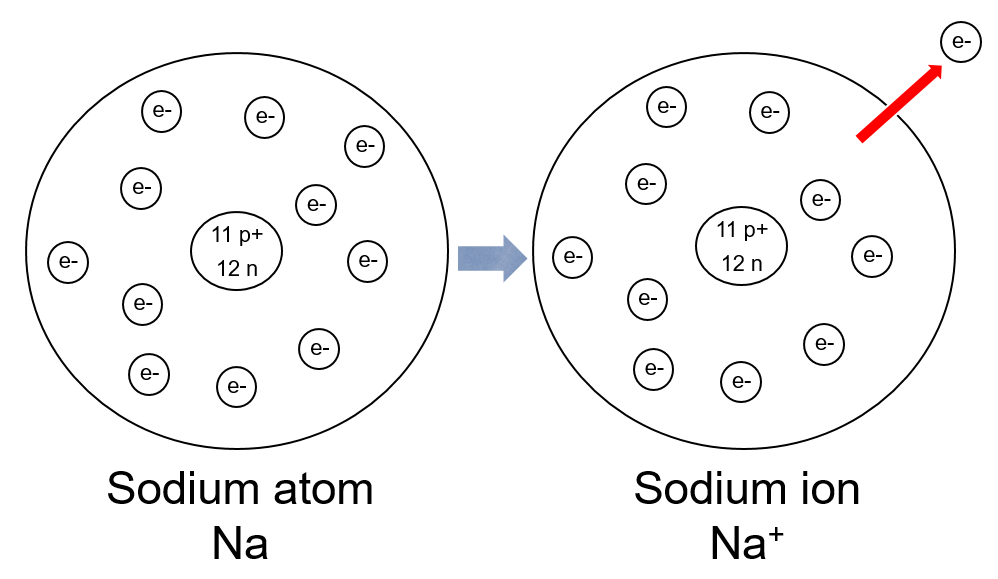 e-
e-
e-
e-
e-
e-
11 p+
12 n
e-
e-
e-
e-
e-
Sodium atom
Na
e-
e-
e-
e-
e-
e-
11 p+
12 n
e-
e-
e-
e-
e-
Sodium ion
Na⁺